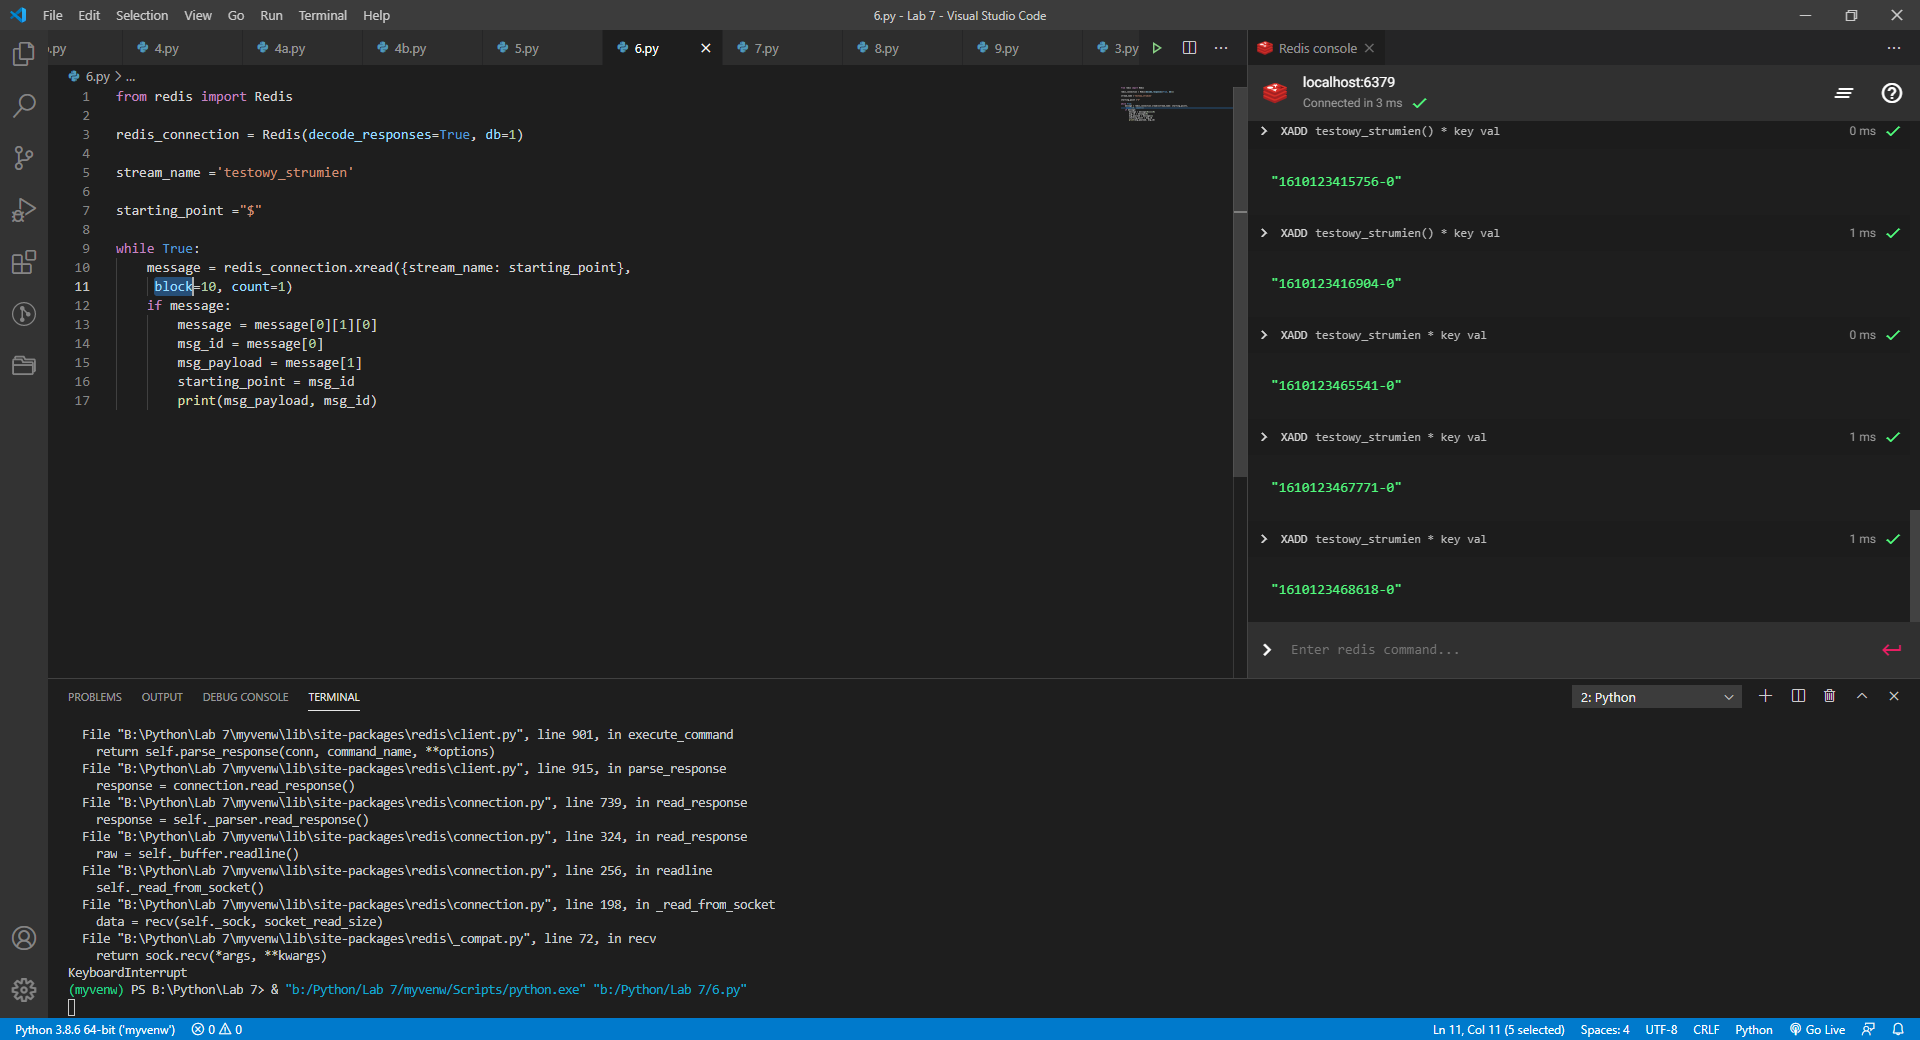 File Edit Selection View Go Run Terminal Help
6.py - Lab 7 - Visual Studio Code
.py 4.py 4a.py 4b.py 5.py 6.py 7.py 8.py 9.py 3.py
Redis console
6.py > ...
localhost:6379
Connected in 3 ms
1 from redis import Redis
2
3 redis_connection = Redis(decode_responses=True, db=1)
4
5 stream_name ='testowy_strumien'
6
7 starting_point ="$"
8
9 while True:
10 message = redis_connection.xread({stream_name: starting_point},
11 block=10, count=1)
12 if message:
13 message = message[0][1][0]
14 msg_id = message[0]
15 msg_payload = message[1]
16 starting_point = msg_id
17 print(msg_payload, msg_id)
> XADD testowy_strumien() * key val 0 ms
"1610123415756-0"
> XADD testowy_strumien() * key val 1 ms
"1610123416904-0"
> XADD testowy_strumien * key val 0 ms
"1610123465541-0"
> XADD testowy_strumien * key val 1 ms
"1610123467771-0"
> XADD testowy_strumien * key val 1 ms
"1610123468618-0"
> Enter redis command...
PROBLEMS OUTPUT DEBUG CONSOLE TERMINAL
2: Python
File "B:\Python\Lab 7\myvenw\lib\site-packages\redis\client.py", line 901, in execute_command
return self.parse_response(conn, command_name, **options)
File "B:\Python\Lab 7\myvenw\lib\site-packages\redis\client.py", line 915, in parse_response
response = connection.read_response()
File "B:\Python\Lab 7\myvenw\lib\site-packages\redis\connection.py", line 739, in read_response
response = self._parser.read_response()
File "B:\Python\Lab 7\myvenw\lib\site-packages\redis\connection.py", line 324, in read_response
raw = self._buffer.readline()
File "B:\Python\Lab 7\myvenw\lib\site-packages\redis\connection.py", line 256, in readline
self._read_from_socket()
File "B:\Python\Lab 7\myvenw\lib\site-packages\redis\connection.py", line 198, in _read_from_socket
data = recv(self._sock, socket_read_size)
File "B:\Python\Lab 7\myvenw\lib\site-packages\redis\_compat.py", line 72, in recv
return sock.recv(*args, **kwargs)
KeyboardInterrupt
(myvenw) PS B:\Python\Lab 7> & "b:/Python/Lab 7/myvenw/Scripts/python.exe" "b:/Python/Lab 7/6.py"
Python 3.8.6 64-bit ('myvenw') 0 0
Ln 11, Col 11 (5 selected) Spaces: 4 UTF-8 CRLF Python Go Live